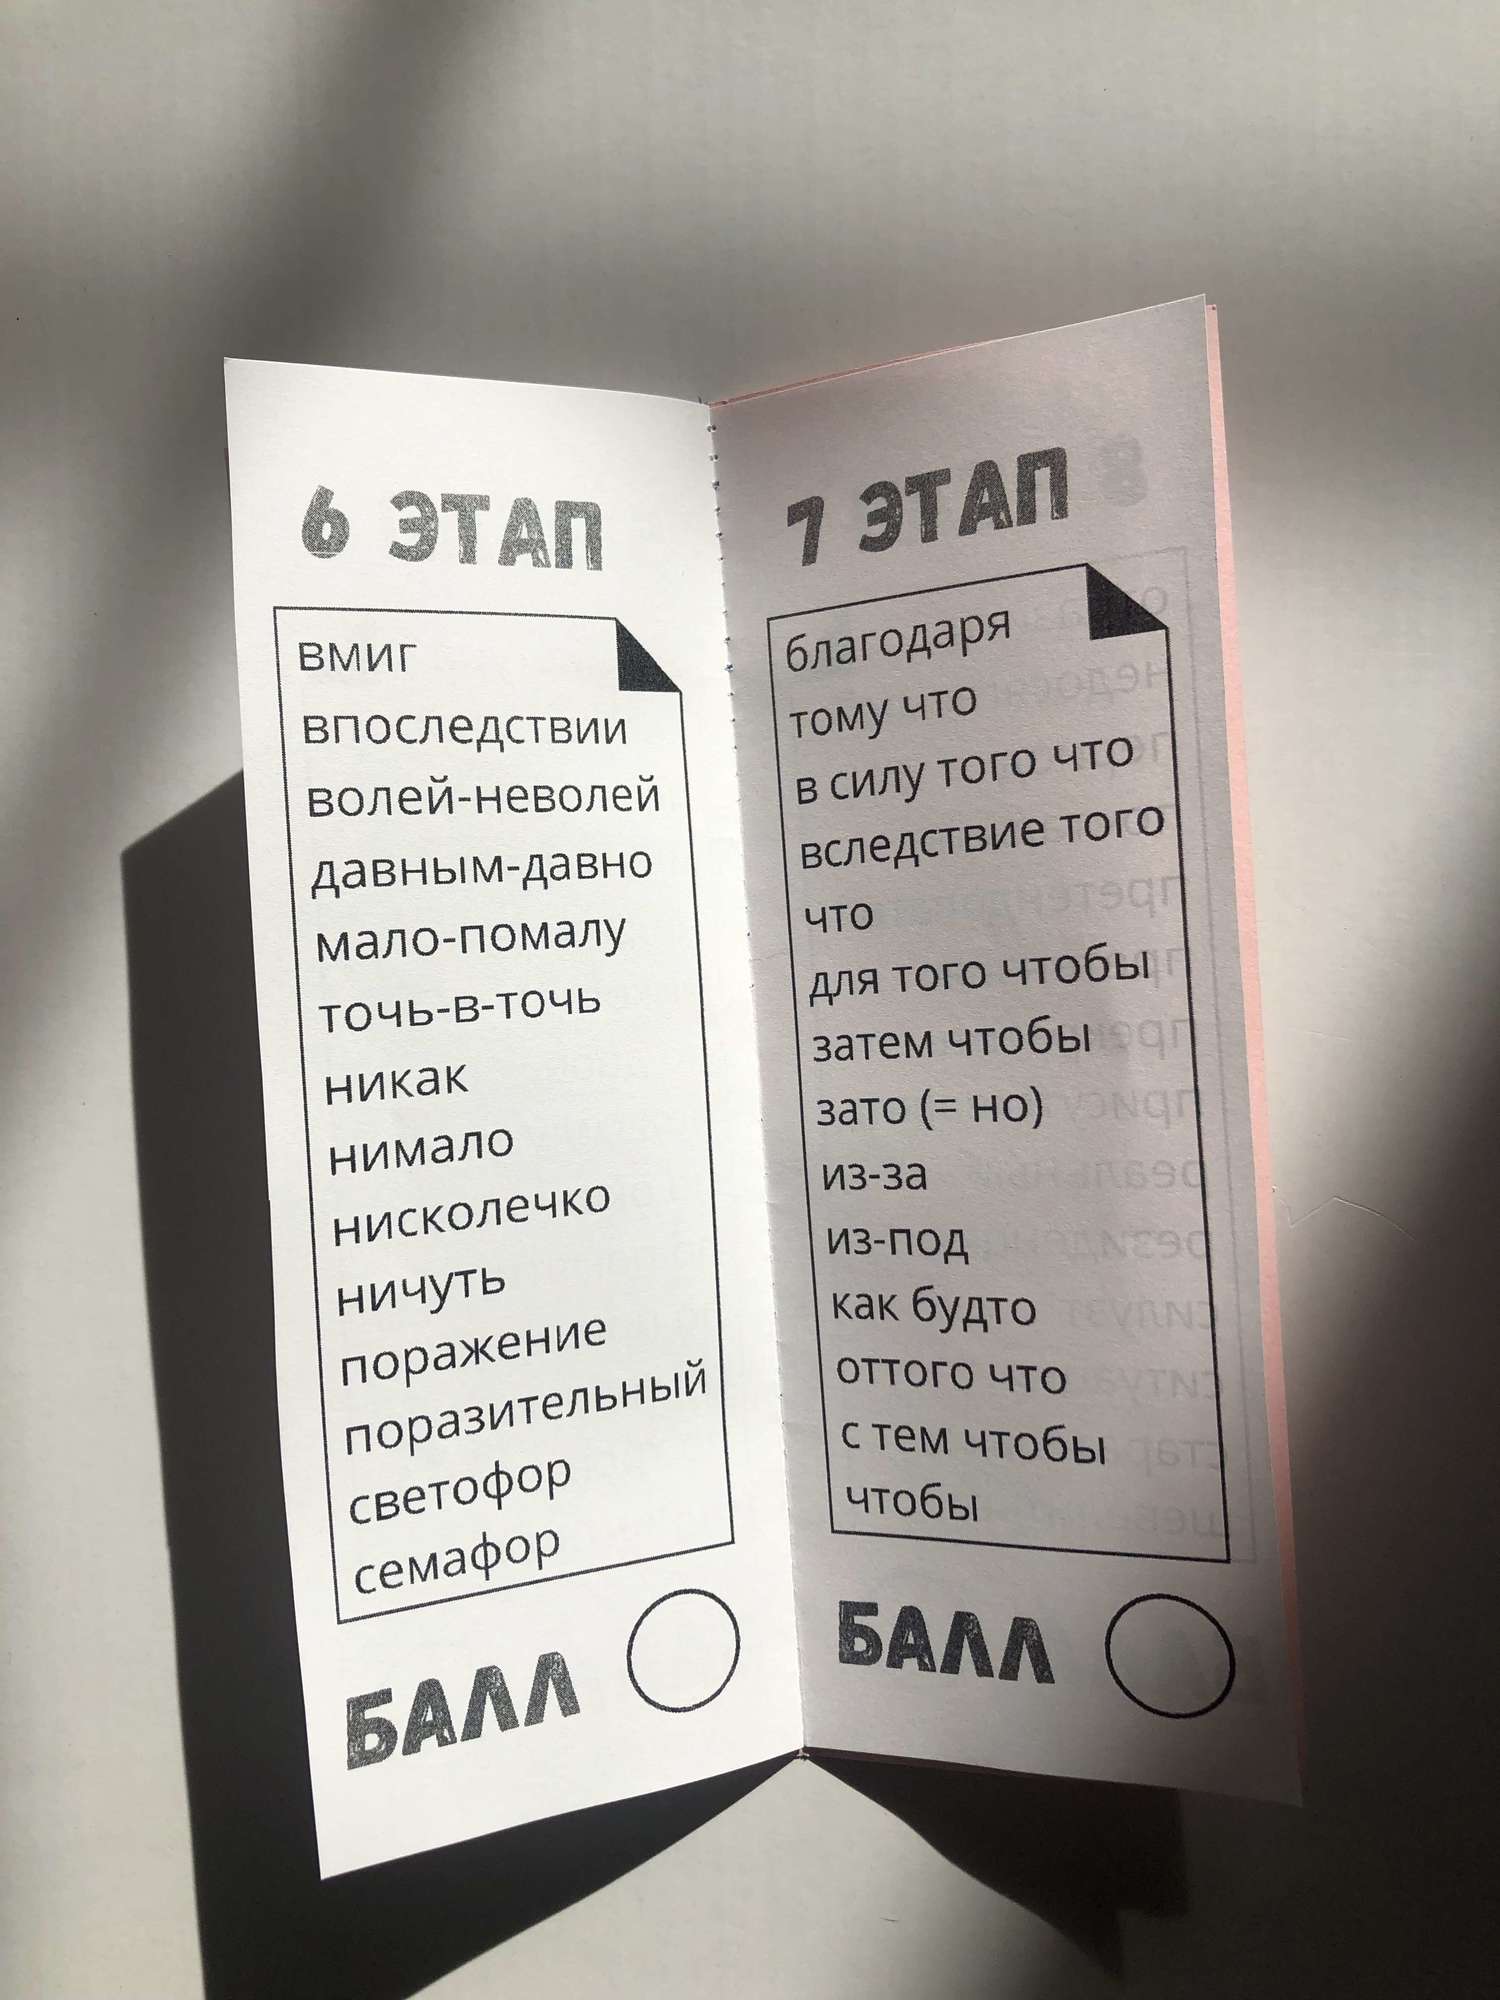 6 ЭТАП
вмиг
впоследствии
волей-неволей
давным-давно
мало-помалу
точь-в-точь
никак
нимало
нисколечко
ничуть
поражение
поразительный
светофор
семафор
БАЛЛ
7 ЭТАП
благодаря
тому что
в силу того что
вследствие того
что
для того чтобы
затем чтобы
зато (= но)
из-за
из-под
как будто
оттого что
с тем чтобы
чтобы
БАЛЛ